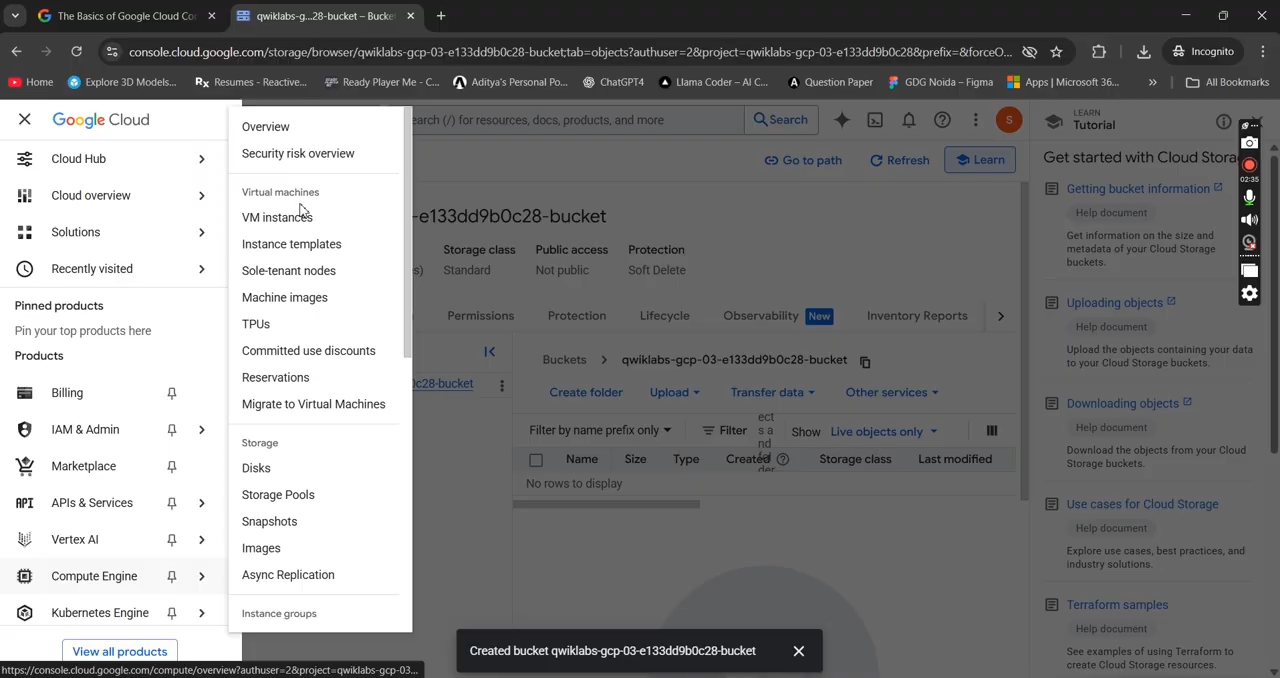 The Basics of Google Cloud Co
qwiklabs-g...28-bucket – Bucket
console.cloud.google.com/storage/browser/qwiklabs-gcp-03-e133dd9b0c28-bucket;tab=objects?authuser=2&project=qwiklabs-gcp-03-e133dd9b0c28&prefix=&forceO...
Incognito
Home
Explore 3D Models...
Resumes - Reactive...
Ready Player Me - C...
Aditya's Personal Po...
ChatGPT4
Llama Coder – AI C...
Question Paper
GDG Noida – Figma
Apps | Microsoft 36...
»
All Bookmarks
Google Cloud
earch (/) for resources, docs, products, and more
Search
S
LEARN
Tutorial
Cloud Hub
Cloud overview
Solutions
Recently visited
Pinned products
Pin your top products here
Products
Billing
IAM & Admin
Marketplace
API APIs & Services
Vertex AI
Compute Engine
Kubernetes Engine
View all products
https://console.cloud.google.com/compute/overview?authuser=2&project=qwiklabs-gcp-03...
Overview
Security risk overview
Virtual machines
VM instances
Instance templates
Sole-tenant nodes
Machine images
TPUs
Committed use discounts
Reservations
Migrate to Virtual Machines
Storage
Disks
Storage Pools
Snapshots
Images
Async Replication
Instance groups
Go to path
Refresh
Learn
-e133dd9b0c28-bucket
Storage class
Public access
Protection
s)
Standard
Not public
Soft Delete
Permissions
Protection
Lifecycle
Observability New
Inventory Reports
0c28-bucket
Buckets > qwiklabs-gcp-03-e133dd9b0c28-bucket
Create folder
Upload
Transfer data
Other services
Filter by name prefix only
Filter
ect
s a
nd
fol
der
Show
Live objects only
Name
Size
Type
Created
Storage class
Last modified
No rows to display
Created bucket qwiklabs-gcp-03-e133dd9b0c28-bucket
Get started with Cloud Stora
Getting bucket information
Help document
Get information on the size and
metadata of your Cloud Storage
buckets.
Uploading objects
Help document
Upload the objects containing your data
to your Cloud Storage buckets.
Downloading objects
Help document
Download the objects from your Cloud
Storage buckets.
Use cases for Cloud Storage
Help document
Explore use cases, best practices, and
industry solutions.
Terraform samples
Help document
See examples of using Terraform to
create Cloud Storage resources.
02:35